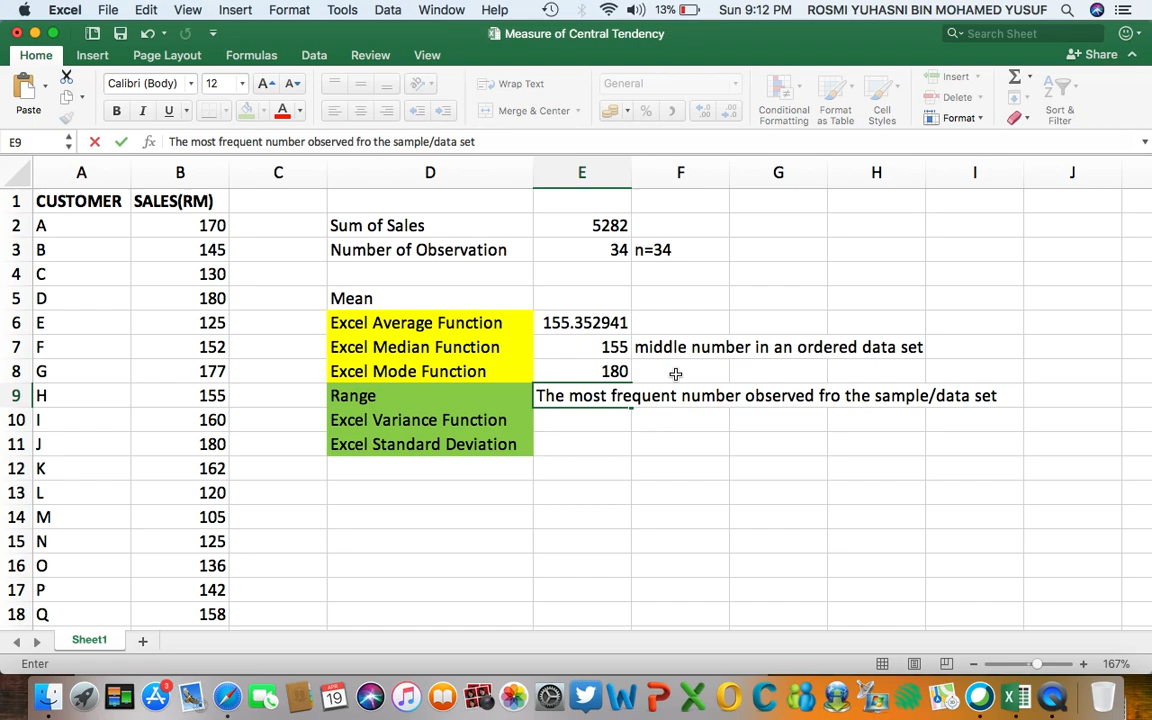 Excel File Edit View Insert Format Tools Data Window Help 13% Sun 9:12 PM ROSMI YUHASNI BIN MOHAMED YUSUF
Measure of Central Tendency
Search Sheet
Home Insert Page Layout Formulas Data Review View
Share
Paste
Calibri (Body) 12
A A
B I U A
Wrap Text
Merge & Center
General
%
Conditional Formatting
Format as Table
Cell Styles
Insert
Delete
Format
Sort & Filter
E9 fx The most frequent number observed fro the sample/data set
A B C D E F G H I J
1 CUSTOMER SALES(RM)
2 A 170 Sum of Sales 5282
3 B 145 Number of Observation 34 n=34
4 C 130
5 D 180 Mean
6 E 125 Excel Average Function 155.352941
7 F 152 Excel Median Function 155 middle number in an ordered data set
8 G 177 Excel Mode Function 180
9 H 155 Range The most frequent number observed fro the sample/data set
10 I 160 Excel Variance Function
11 J 180 Excel Standard Deviation
12 K 162
13 L 120
14 M 105
15 N 125
16 O 136
17 P 142
18 Q 158
Sheet1
Enter
167%
3
APR
19